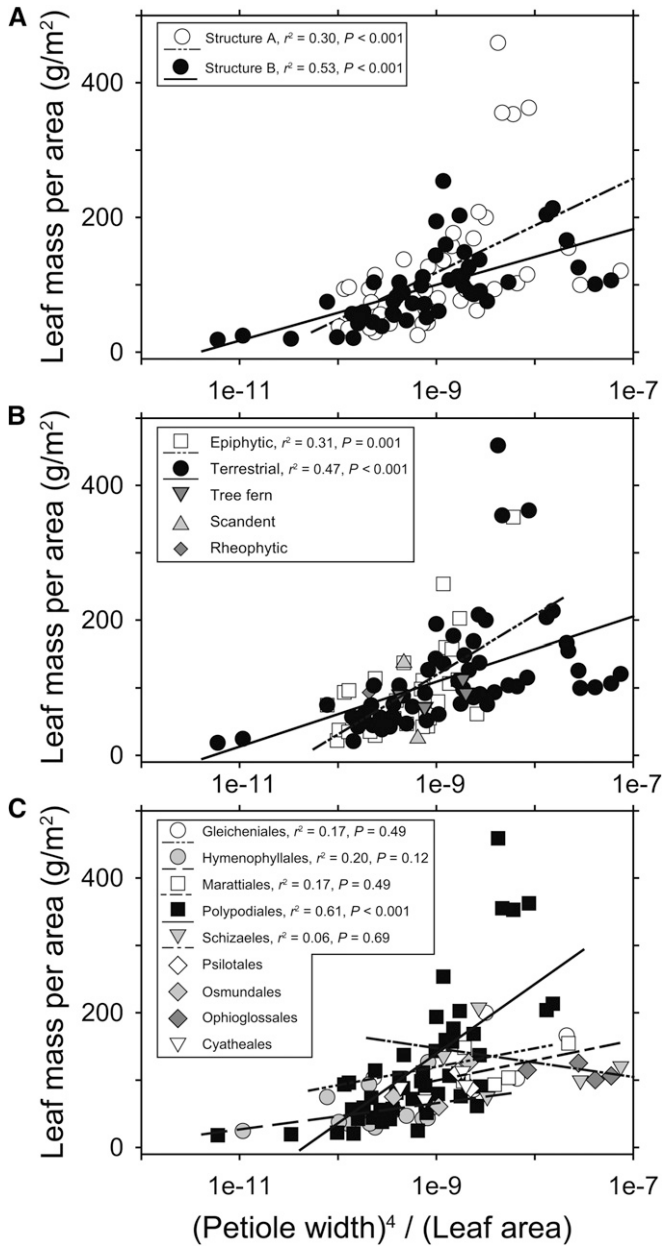 A
Leaf mass per area (g/m²)
400
200
0
Structure A, r² = 0.30, P < 0.001
Structure B, r² = 0.53, P < 0.001
1e-11 1e-9 1e-7
B
Leaf mass per area (g/m²)
400
200
0
Epiphytic, r² = 0.31, P = 0.001
Terrestrial, r² = 0.47, P < 0.001
Tree fern
Scandent
Rheophytic
1e-11 1e-9 1e-7
C
Leaf mass per area (g/m²)
400
200
0
Gleicheniales, r² = 0.17, P = 0.49
Hymenophyllales, r² = 0.20, P = 0.12
Marattiales, r² = 0.17, P = 0.49
Polypodiales, r² = 0.61, P < 0.001
Schizaeles, r² = 0.06, P = 0.69
Psilotales
Osmundales
Ophioglossales
Cyatheales
1e-11 1e-9 1e-7
(Petiole width)⁴ / (Leaf area)